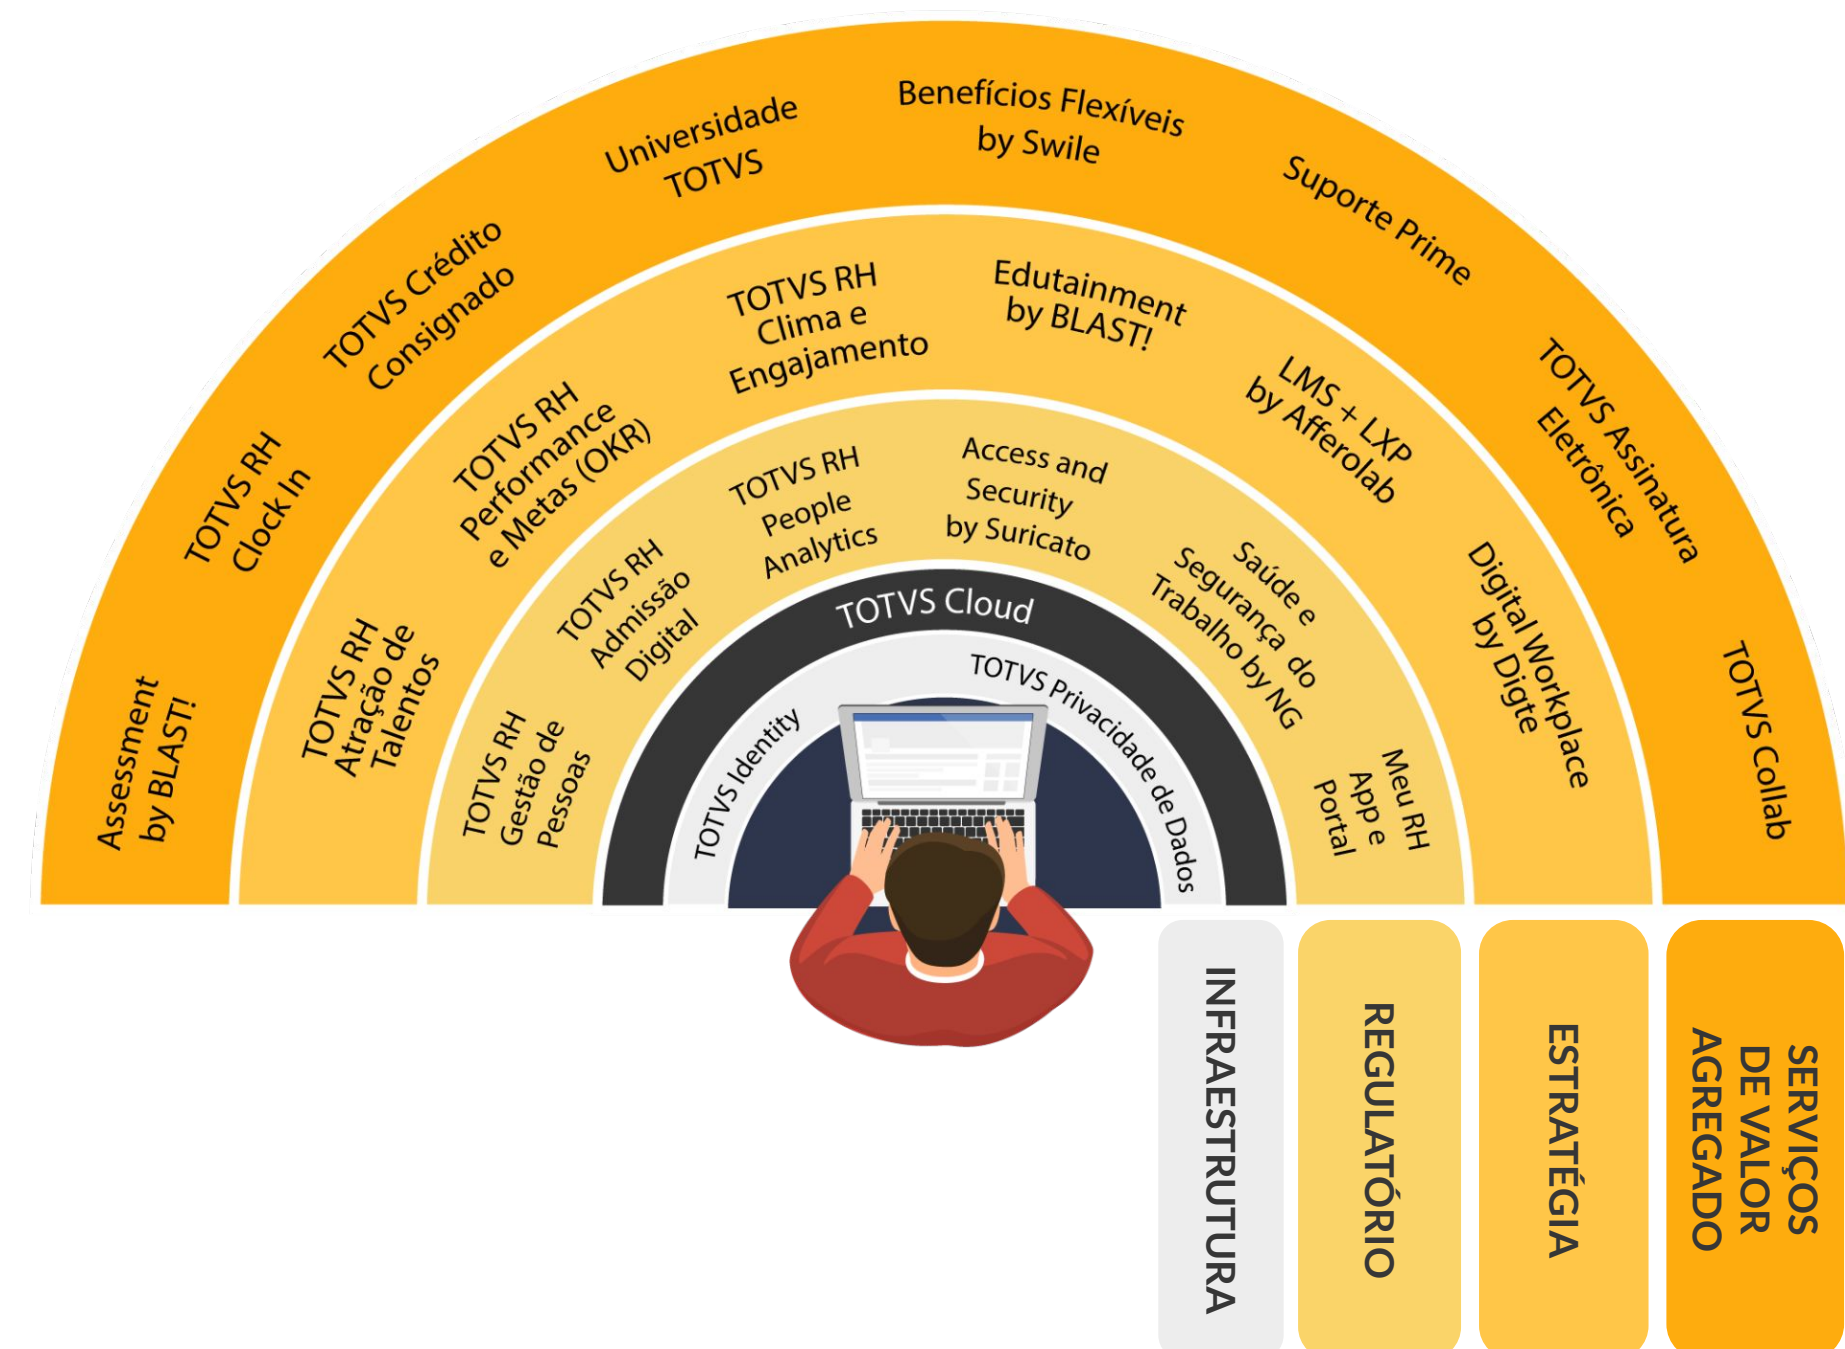 Assessment
by BLAST!
TOTVS RH
Clock In
TOTVS Crédito
Consignado
Universidade
TOTVS
Benefícios Flexíveis
by Swile
Suporte Prime
TOTVS Assinatura
Eletrônica
TOTVS Collab
TOTVS RH
Atração de
Talentos
TOTVS RH
Performance
e Metas (OKR)
TOTVS RH
Clima e
Engajamento
Edutainment
by BLAST!
LMS + LXP
by Afferolab
Digital Workplace
by Digte
TOTVS RH
Gestão de
Pessoas
TOTVS RH
Admissão
Digital
TOTVS RH
People
Analytics
Access and
Security
by Suricato
Saúde e
Segurança do
Trabalho by NG
Meu RH
App e
Portal
TOTVS Cloud
TOTVS Identity
TOTVS Privacidade de Dados
INFRAESTRUTURA
REGULATÓRIO
ESTRATÉGIA
SERVIÇOS
DE VALOR
AGREGADO